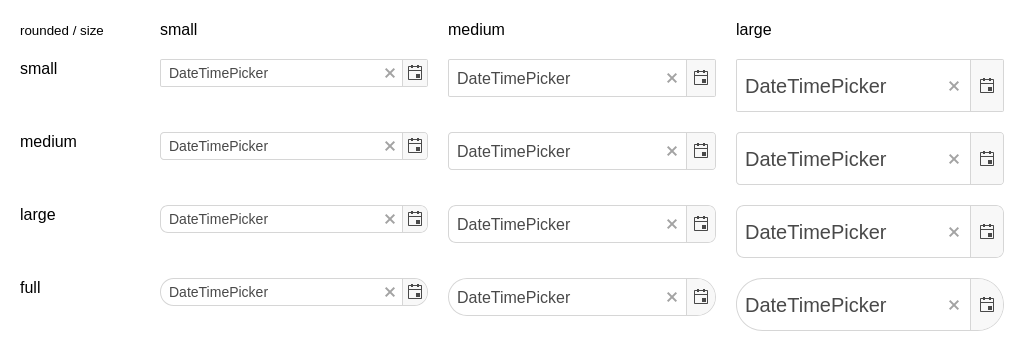 rounded / size small medium large
small DateTimePicker DateTimePicker DateTimePicker
medium DateTimePicker DateTimePicker DateTimePicker
large DateTimePicker DateTimePicker DateTimePicker
full DateTimePicker DateTimePicker DateTimePicker